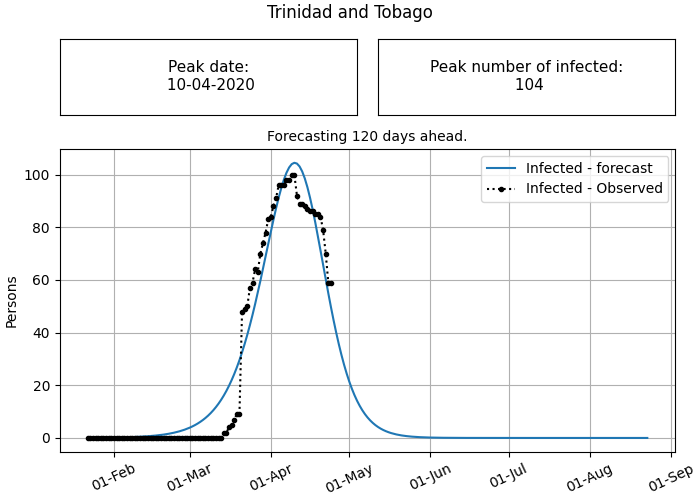 Trinidad and Tobago
Peak date:
10-04-2020
Peak number of infected:
104
Forecasting 120 days ahead.
Infected - forecast
Infected - Observed
Persons
100
80
60
40
20
0
01-Feb
01-Mar
01-Apr
01-May
01-Jun
01-Jul
01-Aug
01-Sep